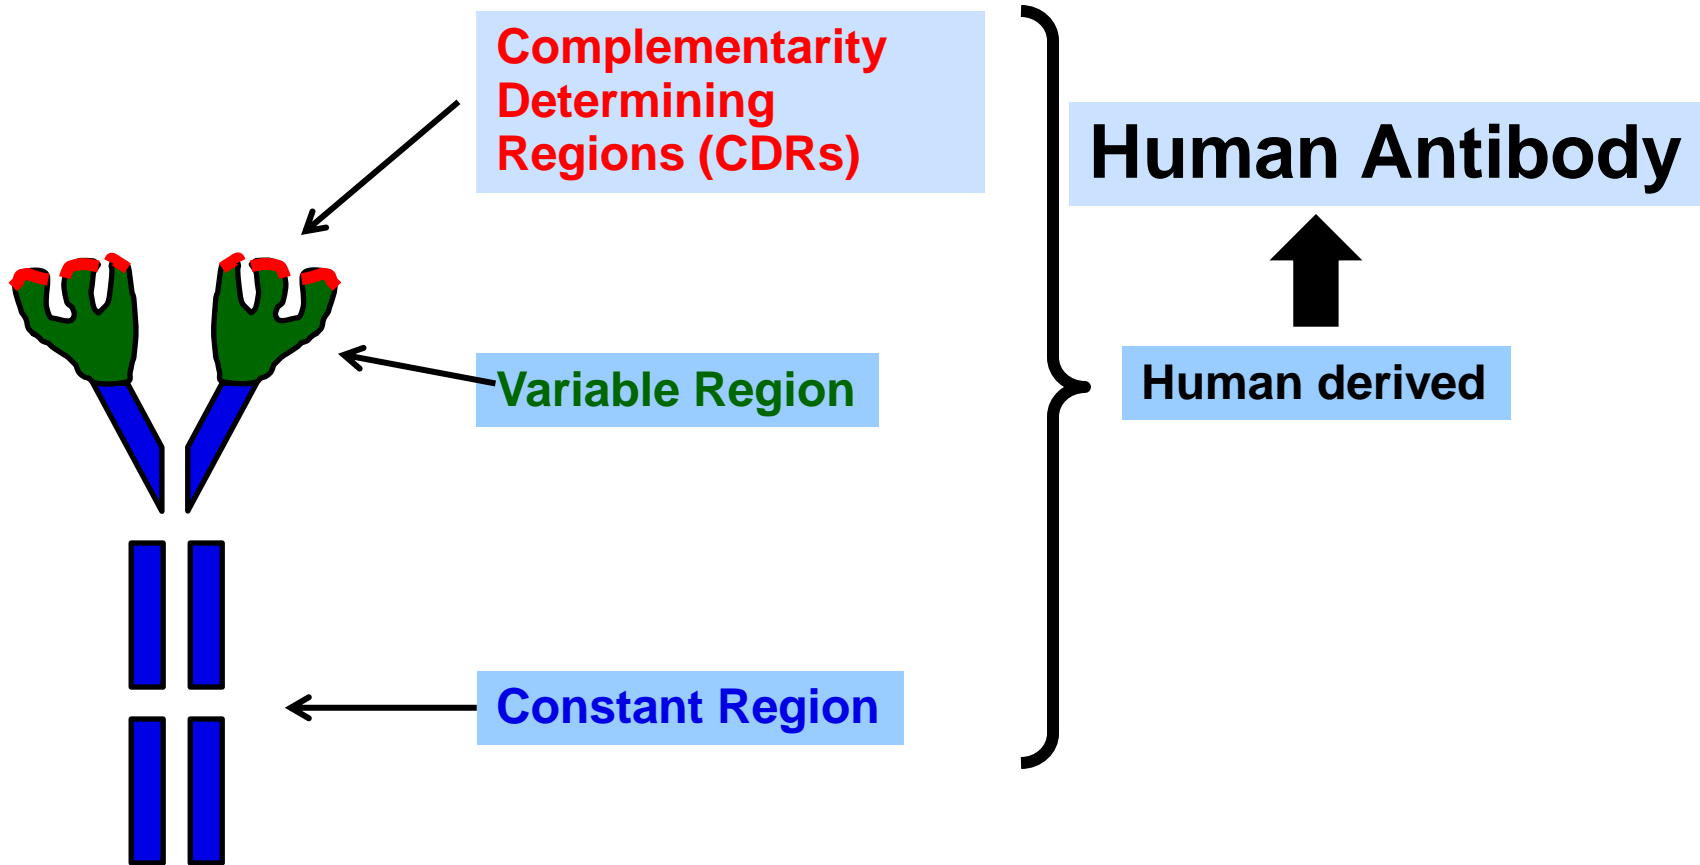 Complementarity
Determining
Regions (CDRs)
Human Antibody
Human derived
Variable Region
Constant Region